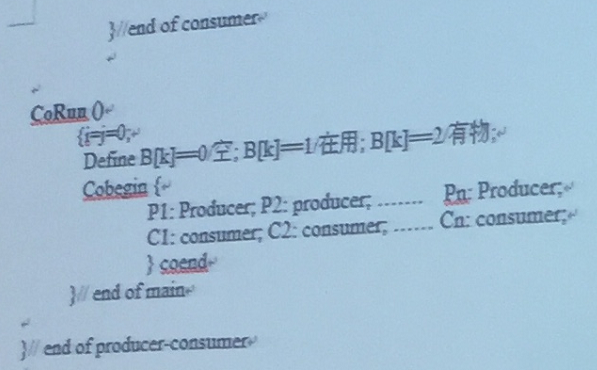 }//end of consumer
CoRun ()
{i=j=0;
Define B[k]==0/空; B[k]==1/在用; B[k]==2/有物;
Cobegin {
P1: Producer; P2: producer; ........ Pn: Producer;
C1: consumer; C2: consumer; ...... Cn: consumer;
} coend
}// end of main
}// end of producer-consumer